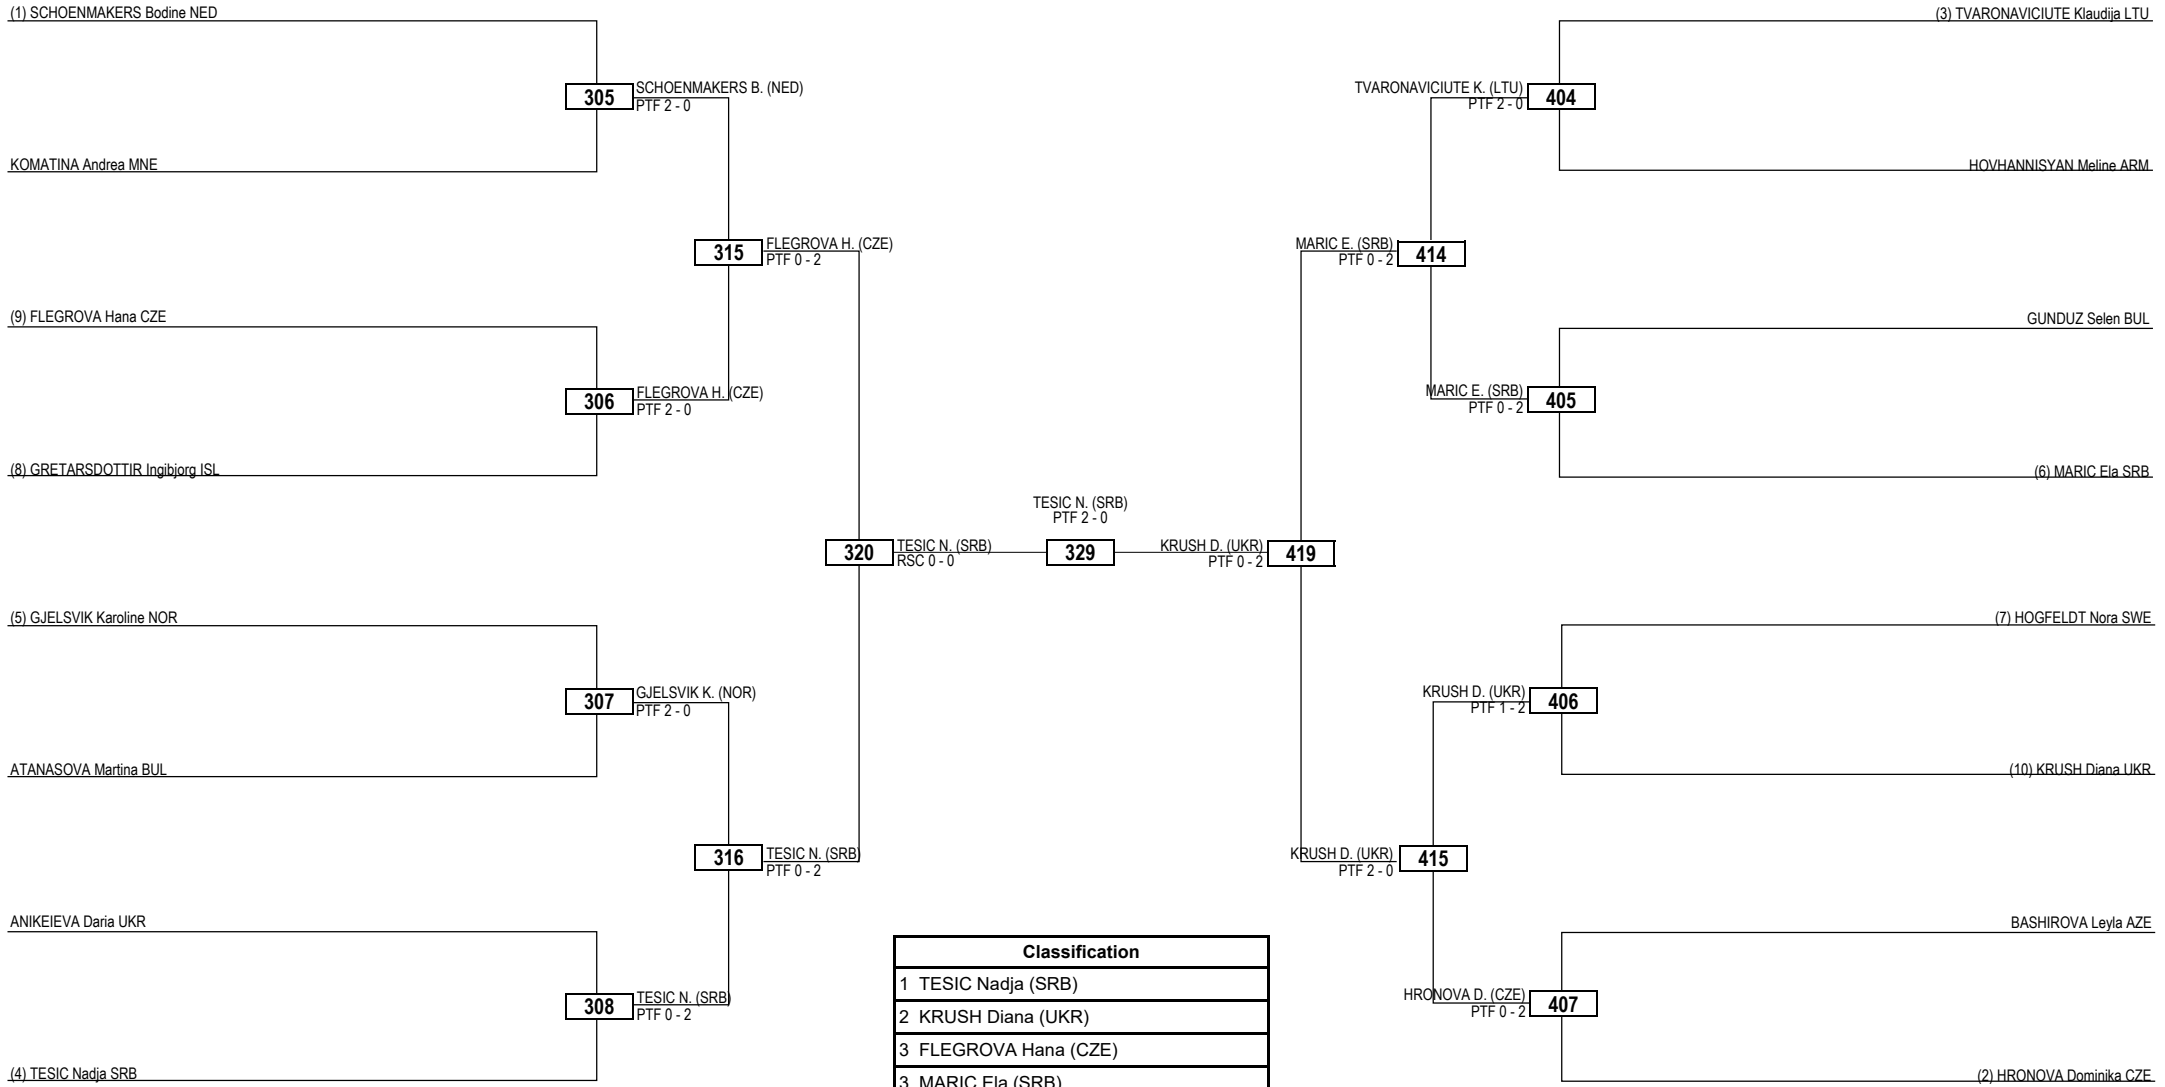 (1) SCHOENMAKERS Bodine NED
305
SCHOENMAKERS B. (NED)
PTF 2 - 0
KOMATINA Andrea MNE
315
FLEGROVA H. (CZE)
PTF 0 - 2
(9) FLEGROVA Hana CZE
306
FLEGROVA H. (CZE)
PTF 2 - 0
(8) GRETARSDOTTIR Ingibjorg ISL
320
TESIC N. (SRB)
RSC 0 - 0
(5) GJELSVIK Karoline NOR
307
GJELSVIK K. (NOR)
PTF 2 - 0
ATANASOVA Martina BUL
316
TESIC N. (SRB)
PTF 0 - 2
ANIKEIEVA Daria UKR
308
TESIC N. (SRB)
PTF 0 - 2
(4) TESIC Nadja SRB
TESIC N. (SRB)
PTF 2 - 0
329
(3) TVARONAVICIUTE Klaudija LTU
TVARONAVICIUTE K. (LTU)
PTF 2 - 0
404
HOVHANNISYAN Meline ARM
MARIC E. (SRB)
PTF 0 - 2
414
GUNDUZ Selen BUL
MARIC E. (SRB)
PTF 0 - 2
405
(6) MARIC Ela SRB
KRUSH D. (UKR)
PTF 0 - 2
419
(7) HOGFELDT Nora SWE
KRUSH D. (UKR)
PTF 1 - 2
406
(10) KRUSH Diana UKR
KRUSH D. (UKR)
PTF 2 - 0
415
BASHIROVA Leyla AZE
HRONOVA D. (CZE)
PTF 0 - 2
407
(2) HRONOVA Dominika CZE
Classification
1 TESIC Nadja (SRB)
2 KRUSH Diana (UKR)
3 FLEGROVA Hana (CZE)
3 MARIC Ela (SRB)